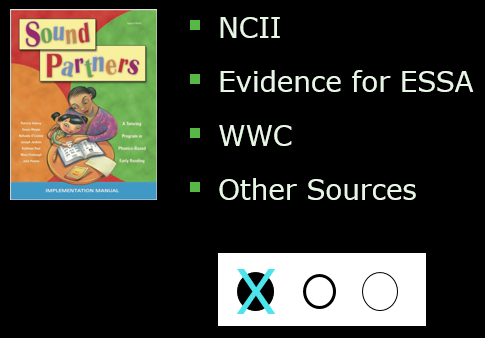 Sound
Partners
A Tutoring
Program in
Phonics-Based
Early Reading
IMPLEMENTATION MANUAL
NCII
Evidence for ESSA
WWC
Other Sources
X